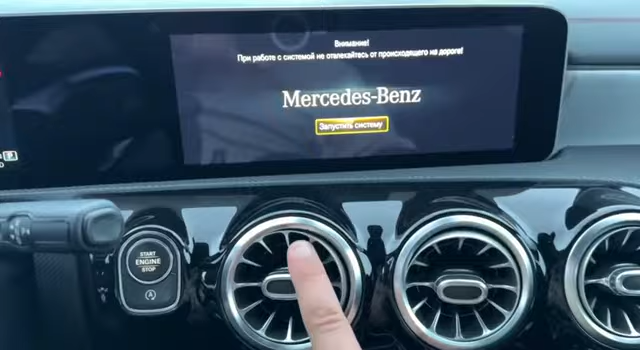 Внимание!
При работе с системой не отвлекайтесь от происходящего на дороге!
Mercedes-Benz
Запустить систему
START
ENGINE
STOP
A
P